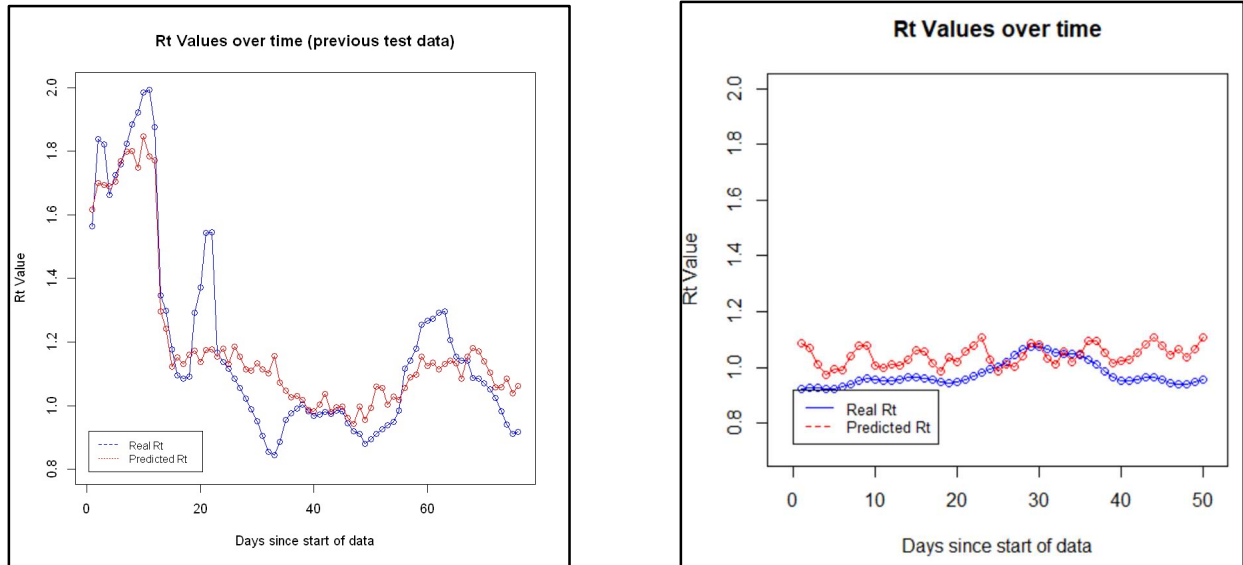 Rt Values over time (previous test data)
Rt Value
2.0
1.8
1.6
1.4
1.2
1.0
0.8
Real Rt
Predicted Rt
0 20 40 60
Days since start of data
Rt Values over time
Rt Value
2.0
1.8
1.6
1.4
1.2
1.0
0.8
Real Rt
Predicted Rt
0 10 20 30 40 50
Days since start of data